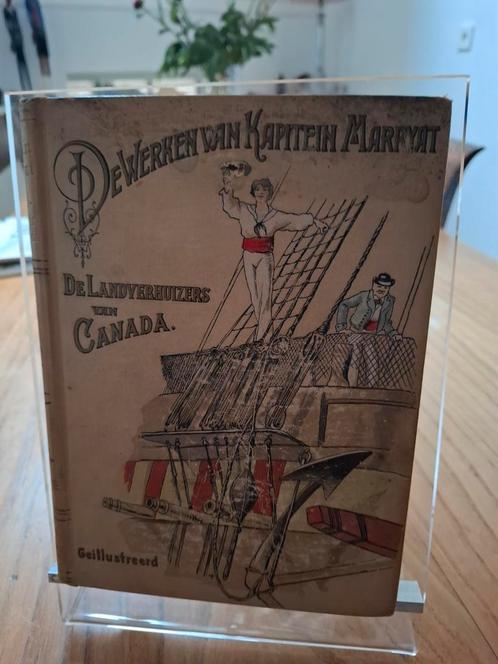 De Werken van Kapitein Marryat
De Landverhuizers
van
Canada.
Geïllustreerd